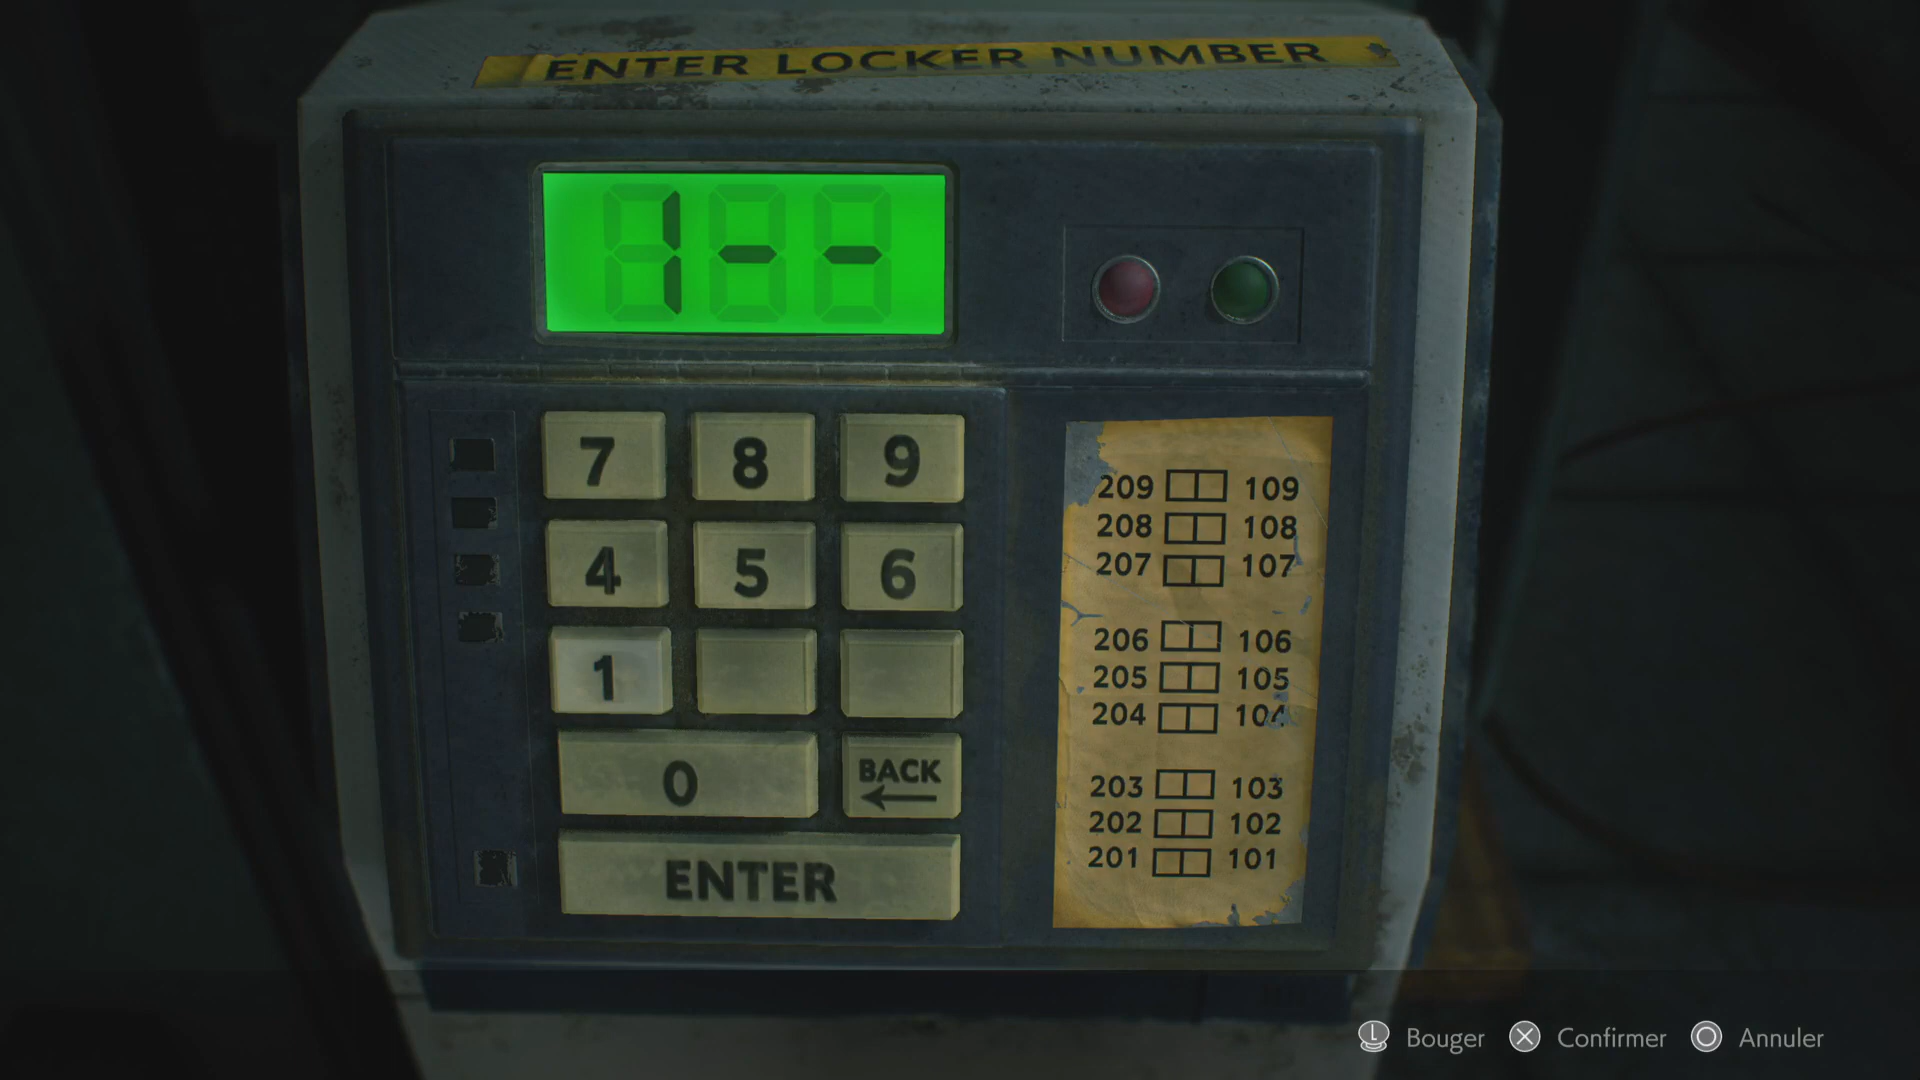 ENTER LOCKER NUMBER
1--
7 8 9
4 5 6
1
0 BACK
ENTER
209 109
208 108
207 107
206 106
205 105
204 104
203 103
202 102
201 101
L Bouger Confirmer Annuler